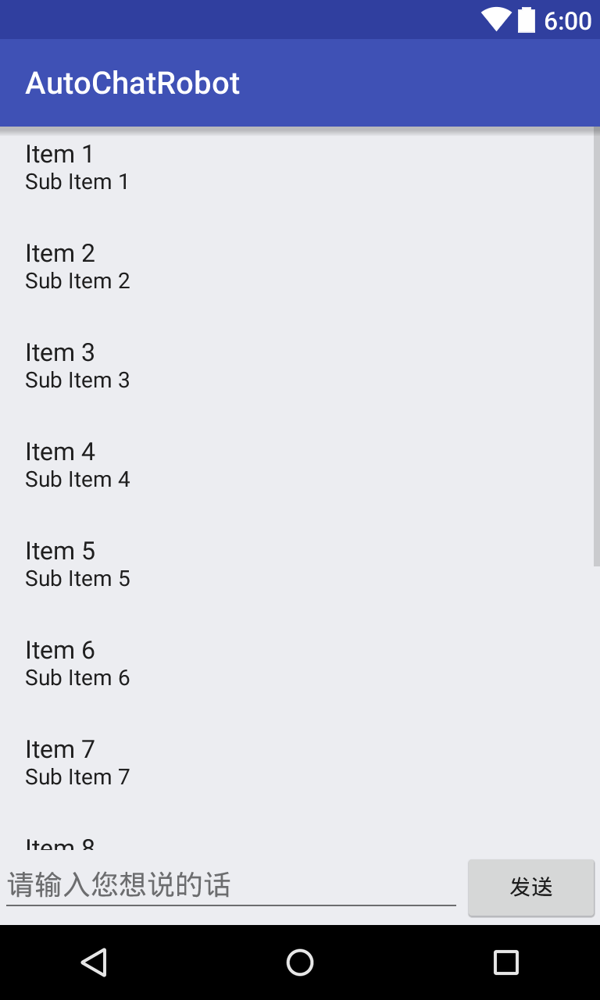 6:00
AutoChatRobot
Item 1
Sub Item 1
Item 2
Sub Item 2
Item 3
Sub Item 3
Item 4
Sub Item 4
Item 5
Sub Item 5
Item 6
Sub Item 6
Item 7
Sub Item 7
Item 8
请输入您想说的话
发送